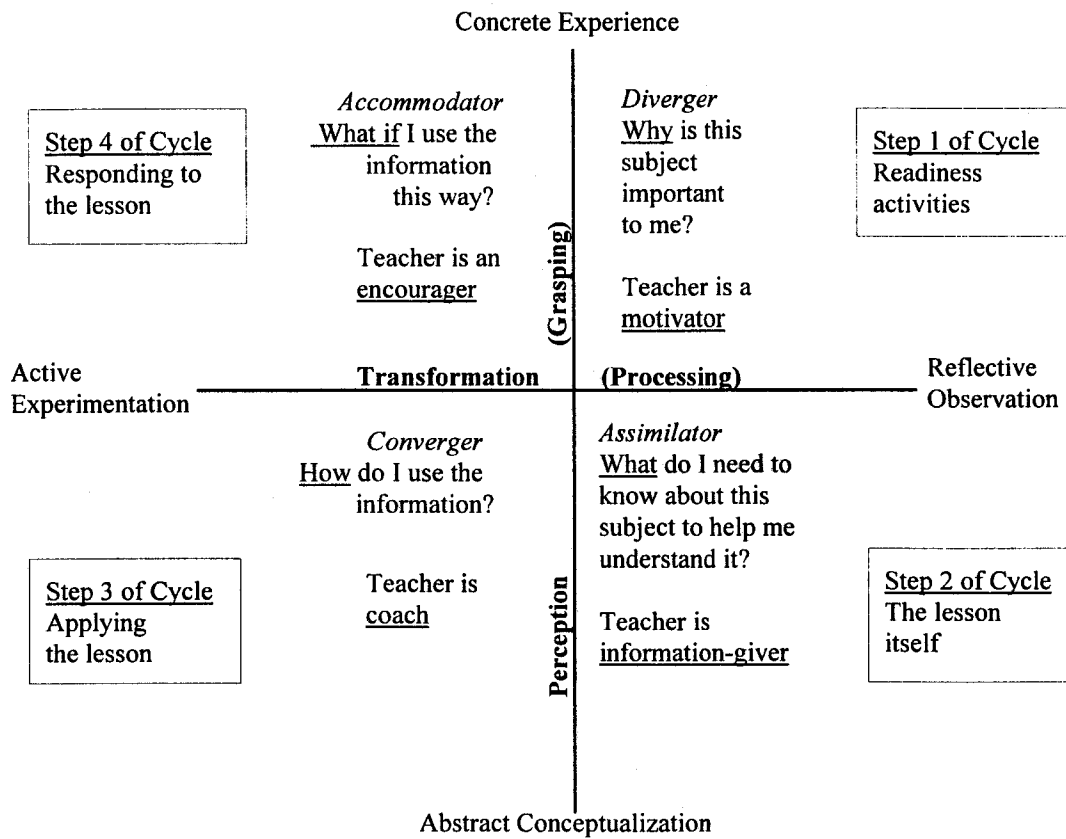 Concrete Experience
Step 4 of Cycle
Responding to
the lesson
Accommodator
What if I use the
information
this way?
Teacher is an
encourager
(Grasping)
Diverger
Why is this
subject
important
to me?
Teacher is a
motivator
Step 1 of Cycle
Readiness
activities
Active
Experimentation
Transformation
(Processing)
Reflective
Observation
Converger
How do I use the
information?
Teacher is
coach
Step 3 of Cycle
Applying
the lesson
Perception
Assimilator
What do I need to
know about this
subject to help me
understand it?
Teacher is
information-giver
Step 2 of Cycle
The lesson
itself
Abstract Conceptualization